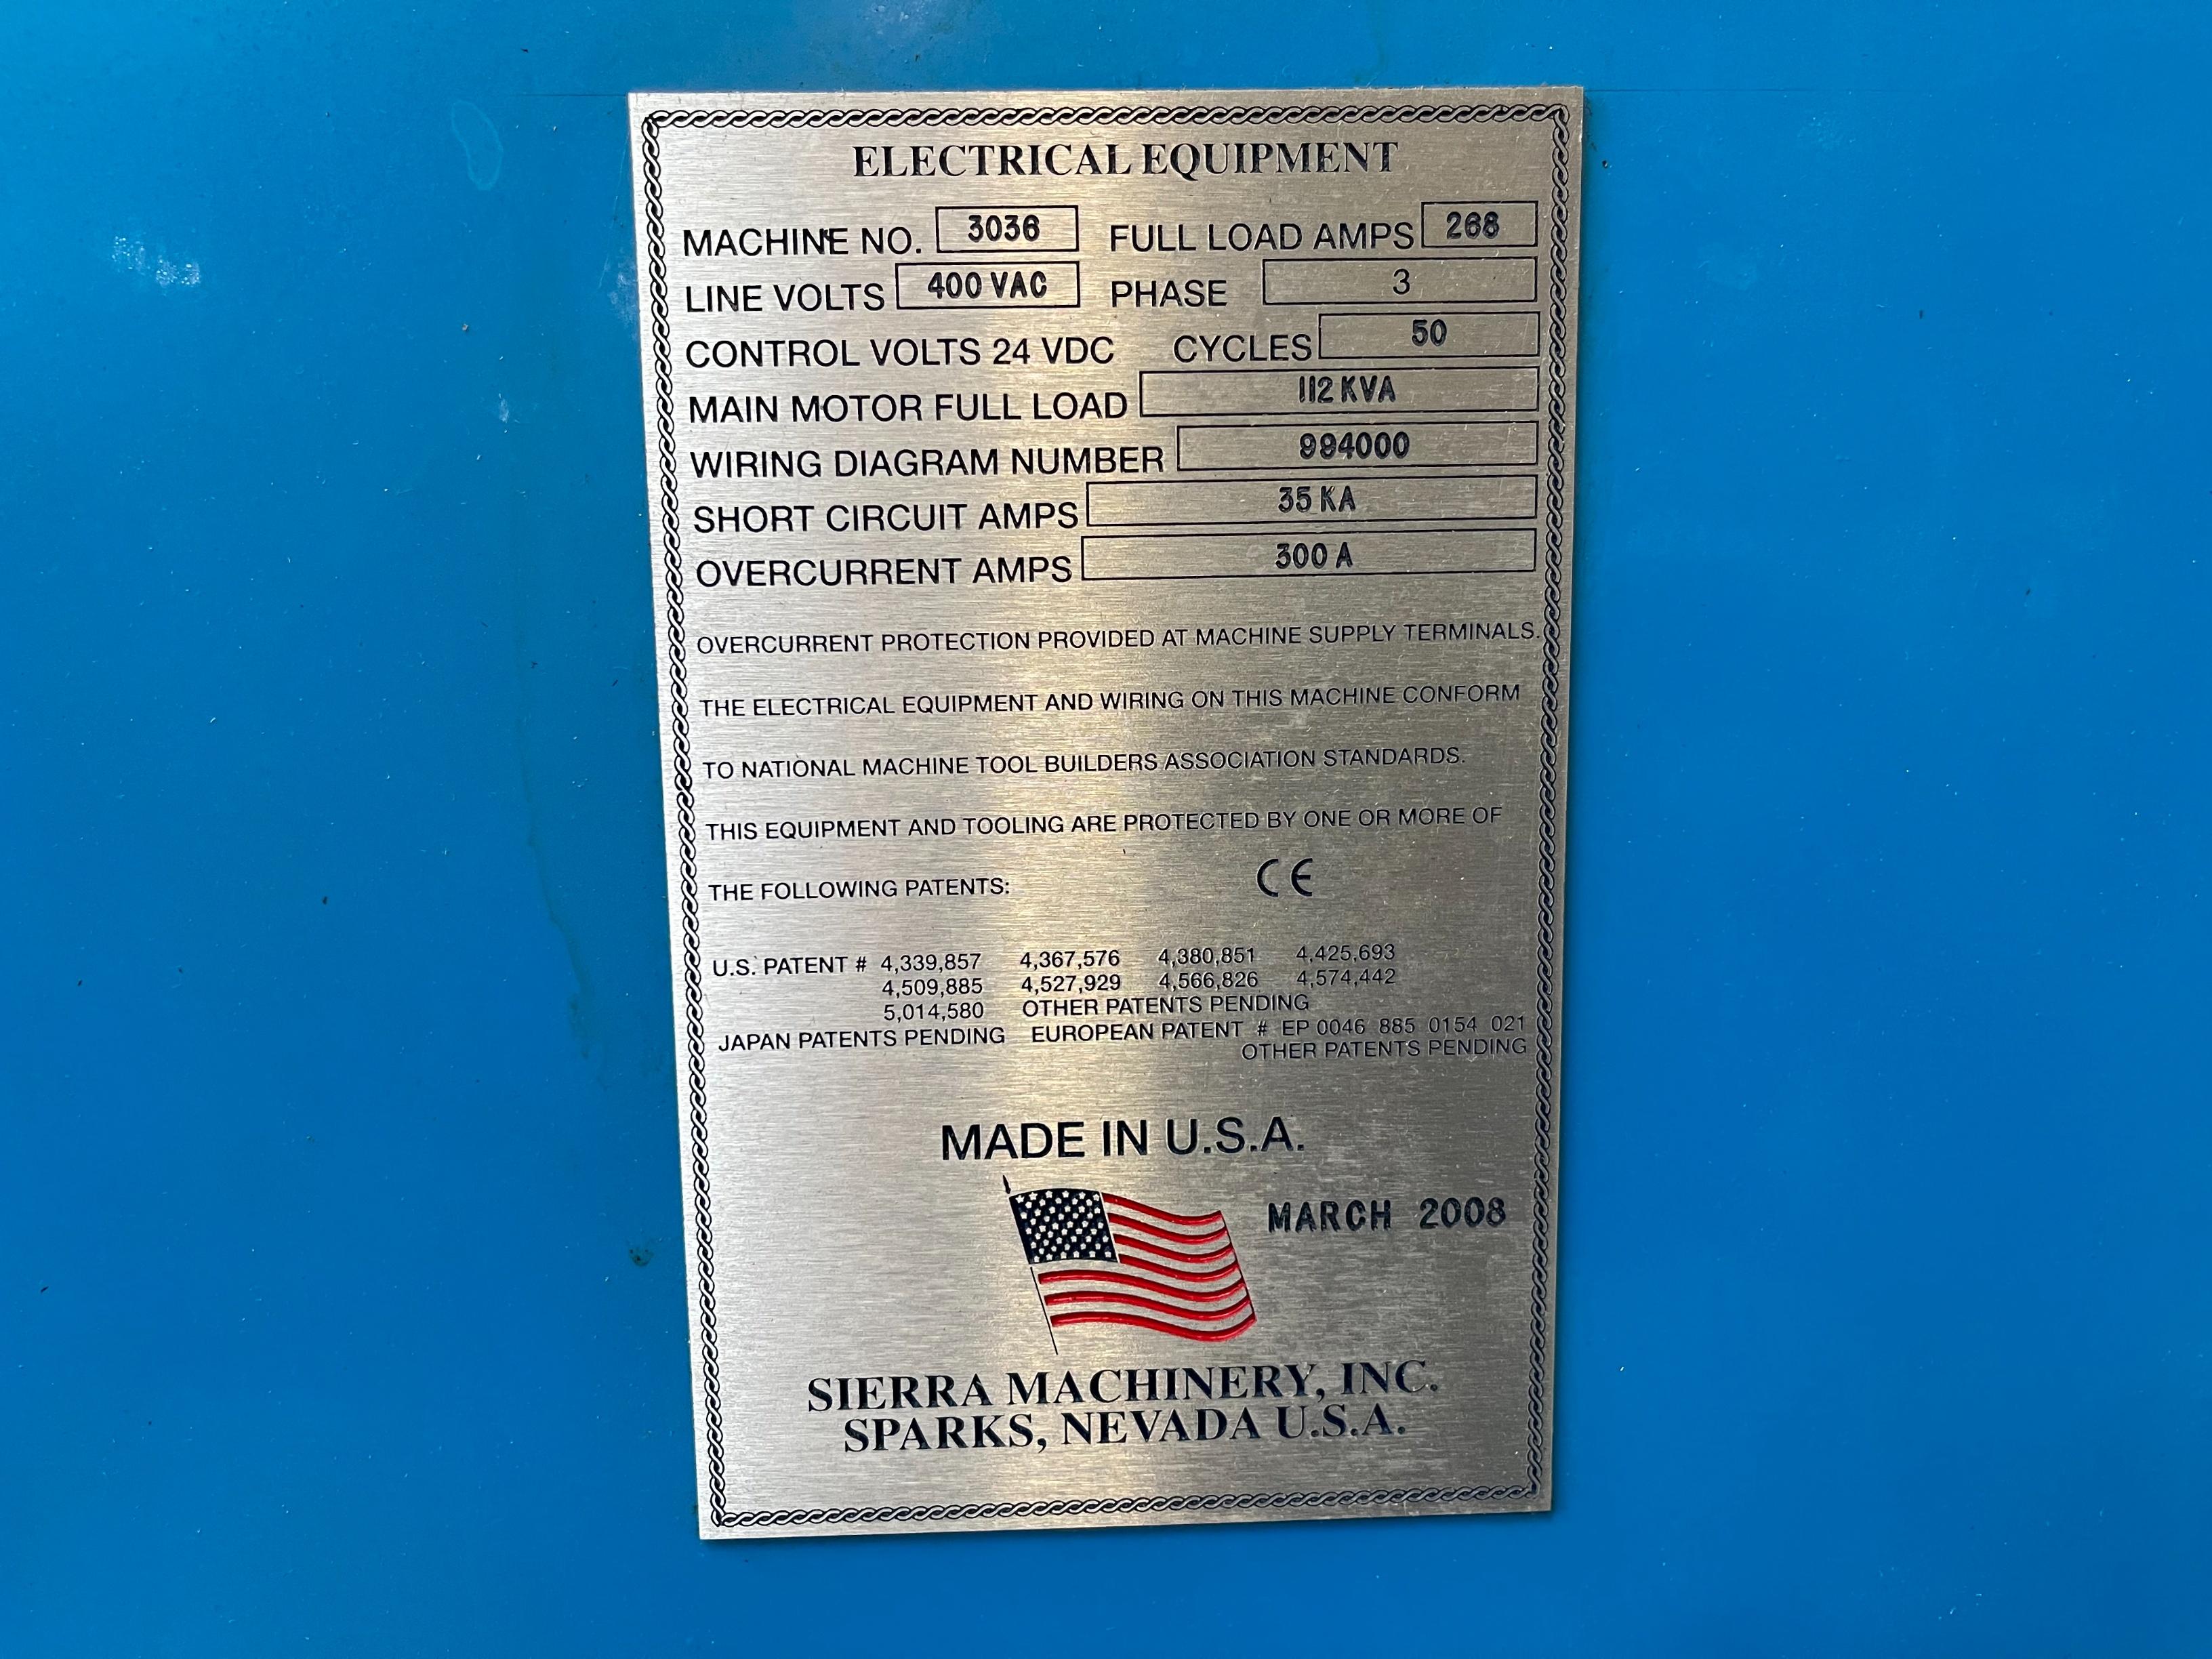 ELECTRICAL EQUIPMENT
MACHINE NO. 3036 FULL LOAD AMPS 268
LINE VOLTS 400 VAC PHASE 3
CONTROL VOLTS 24 VDC CYCLES 50
MAIN MOTOR FULL LOAD 112 KVA
WIRING DIAGRAM NUMBER 994000
SHORT CIRCUIT AMPS 35 KA
OVERCURRENT AMPS 300 A
OVERCURRENT PROTECTION PROVIDED AT MACHINE SUPPLY TERMINALS.
THE ELECTRICAL EQUIPMENT AND WIRING ON THIS MACHINE CONFORM
TO NATIONAL MACHINE TOOL BUILDERS ASSOCIATION STANDARDS.
THIS EQUIPMENT AND TOOLING ARE PROTECTED BY ONE OR MORE OF
THE FOLLOWING PATENTS: CE
U.S. PATENT # 4,339,857 4,367,576 4,380,851 4,425,693
4,509,885 4,527,929 4,566,826 4,574,442
5,014,580 OTHER PATENTS PENDING
JAPAN PATENTS PENDING EUROPEAN PATENT # EP 0046 885 0154 021
OTHER PATENTS PENDING
MADE IN U.S.A.
MARCH 2008
SIERRA MACHINERY, INC.
SPARKS, NEVADA U.S.A.